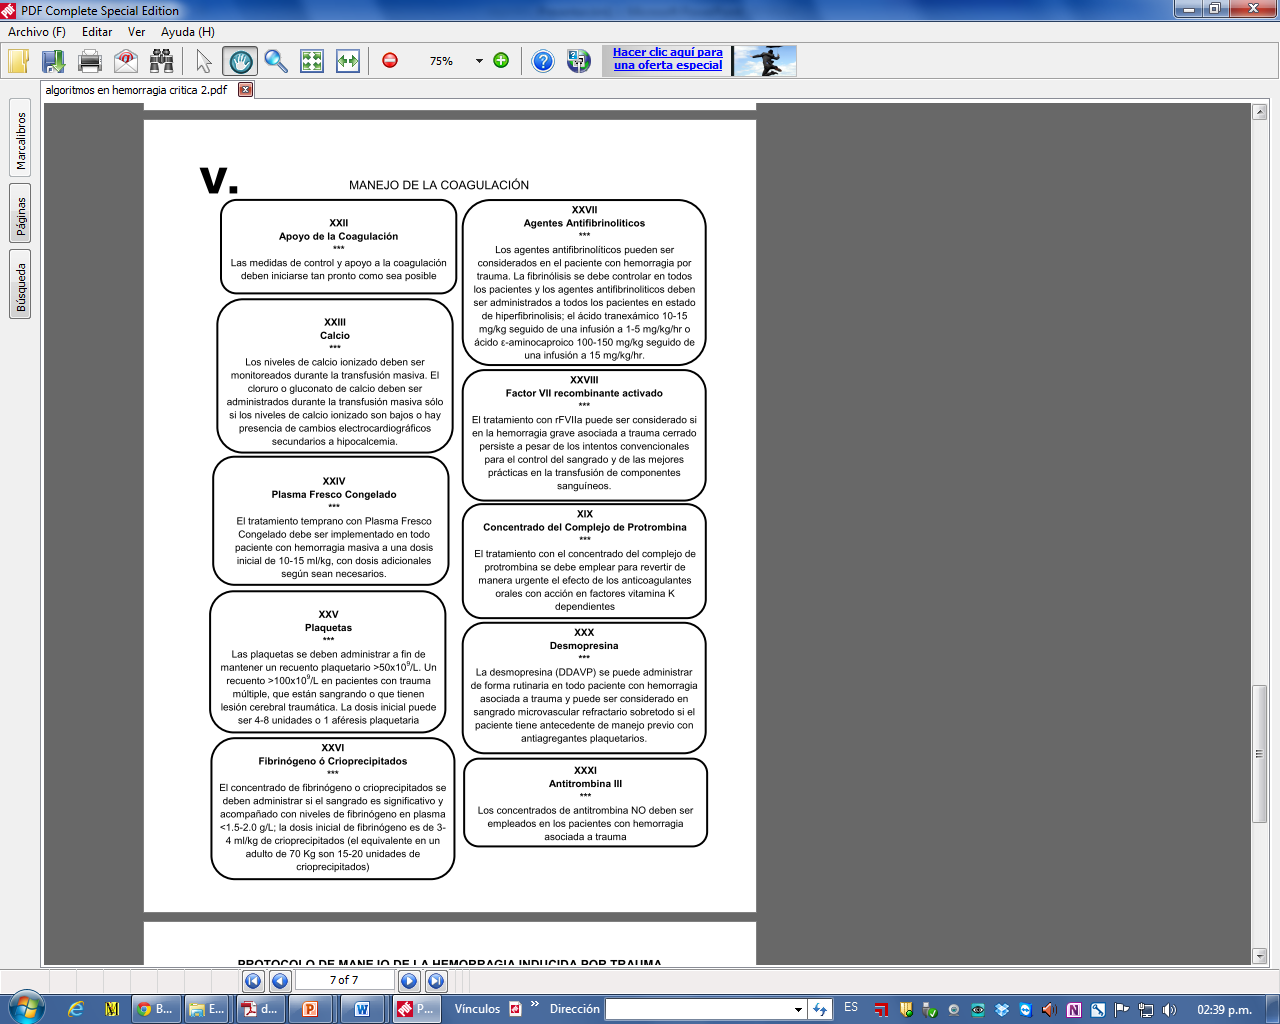 PDF Complete Special Edition
Archivo (F) Editar Ver Ayuda (H)
75%
Hacer clic aquí para
una oferta especial
algoritmos en hemorragia critica 2.pdf
Marcalibros
Páginas
Búsqueda
V.
MANEJO DE LA COAGULACIÓN
XXII
Apoyo de la Coagulación
***
Las medidas de control y apoyo a la coagulación
deben iniciarse tan pronto como sea posible
XXIII
Calcio
***
Los niveles de calcio ionizado deben ser
monitoreados durante la transfusión masiva. El
cloruro o gluconato de calcio deben ser
administrados durante la transfusión masiva sólo
si los niveles de calcio ionizado son bajos o hay
presencia de cambios electrocardiográficos
secundarios a hipocalcemia.
XXIV
Plasma Fresco Congelado
***
El tratamiento temprano con Plasma Fresco
Congelado debe ser implementado en todo
paciente con hemorragia masiva a una dosis
inicial de 10-15 ml/kg, con dosis adicionales
según sean necesarios.
XXV
Plaquetas
***
Las plaquetas se deben administrar a fin de
mantener un recuento plaquetario >50x10⁹/L. Un
recuento >100x10⁹/L en pacientes con trauma
múltiple, que están sangrando o que tienen
lesión cerebral traumática. La dosis inicial puede
ser 4-8 unidades o 1 aféresis plaquetaria
XXVI
Fibrinógeno ó Crioprecipitados
***
El concentrado de fibrinógeno o crioprecipitados se
deben administrar si el sangrado es significativo y
acompañado con niveles de fibrinógeno en plasma
<1.5-2.0 g/L; la dosis inicial de fibrinógeno es de 3-
4 ml/kg de crioprecipitados (el equivalente en un
adulto de 70 Kg son 15-20 unidades de
crioprecipitados)
XXVII
Agentes Antifibrinoliticos
***
Los agentes antifibrinolíticos pueden ser
considerados en el paciente con hemorragia por
trauma. La fibrinólisis se debe controlar en todos
los pacientes y los agentes antifibrinoliticos deben
ser administrados a todos los pacientes en estado
de hiperfibrinolisis; el ácido tranexámico 10-15
mg/kg seguido de una infusión a 1-5 mg/kg/hr o
ácido ε-aminocaproico 100-150 mg/kg seguido de
una infusión a 15 mg/kg/hr.
XXVIII
Factor VII recombinante activado
***
El tratamiento con rFVIIa puede ser considerado si
en la hemorragia grave asociada a trauma cerrado
persiste a pesar de los intentos convencionales
para el control del sangrado y de las mejores
prácticas en la transfusión de componentes
sanguíneos.
XIX
Concentrado del Complejo de Protrombina
***
El tratamiento con el concentrado del complejo de
protrombina se debe emplear para revertir de
manera urgente el efecto de los anticoagulantes
orales con acción en factores vitamina K
dependientes
XXX
Desmopresina
***
La desmopresina (DDAVP) se puede administrar
de forma rutinaria en todo paciente con hemorragia
asociada a trauma y puede ser considerado en
sangrado microvascular refractario sobretodo si el
paciente tiene antecedente de manejo previo con
antiagregantes plaquetarios.
XXXI
Antitrombina III
***
Los concentrados de antitrombina NO deben ser
empleados en los pacientes con hemorragia
asociada a trauma
PROTOCOLO DE MANEJO DE LA HEMORRAGIA INDUCIDA POR TRAUMA
7 of 7
B... E... d... P... Vínculos Dirección ES 02:39 p.m.